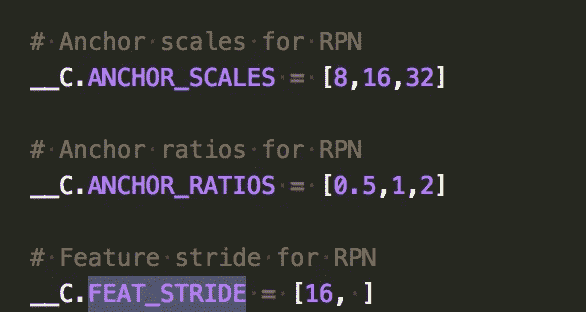 # Anchor scales for RPN
__C.ANCHOR_SCALES = [8,16,32]
# Anchor ratios for RPN
__C.ANCHOR_RATIOS = [0.5,1,2]
# Feature stride for RPN
__C.FEAT_STRIDE = [16, ]